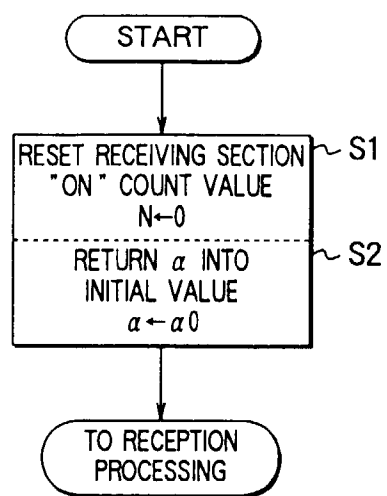 START
RESET RECEIVING SECTION
"ON" COUNT VALUE
N←0
S1
RETURN α INTO
INITIAL VALUE
α←α0
S2
TO RECEPTION
PROCESSING